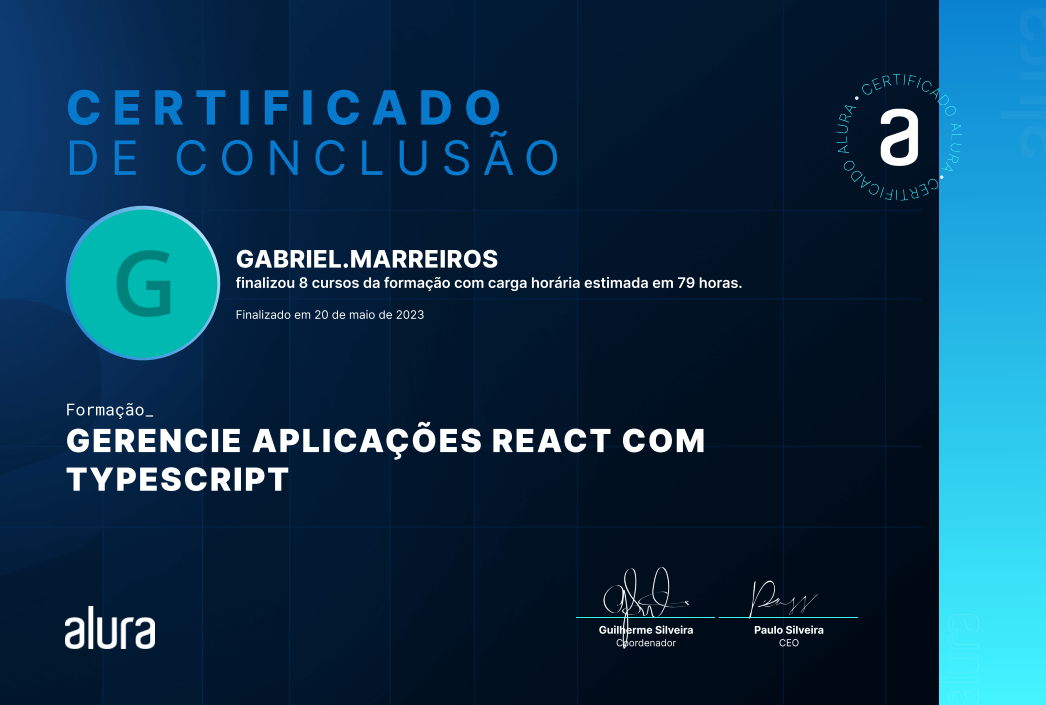 CERTIFICADO
DE CONCLUSÃO
• CERTIFICADO ALURA • CERTIFICADO ALURA
a
G
GABRIEL.MARREIROS
finalizou 8 cursos da formação com carga horária estimada em 79 horas.
Finalizado em 20 de maio de 2023
Formação_
GERENCIE APLICAÇÕES REACT COM
TYPESCRIPT
alura
Guilherme Silveira
Coordenador
Paulo Silveira
CEO